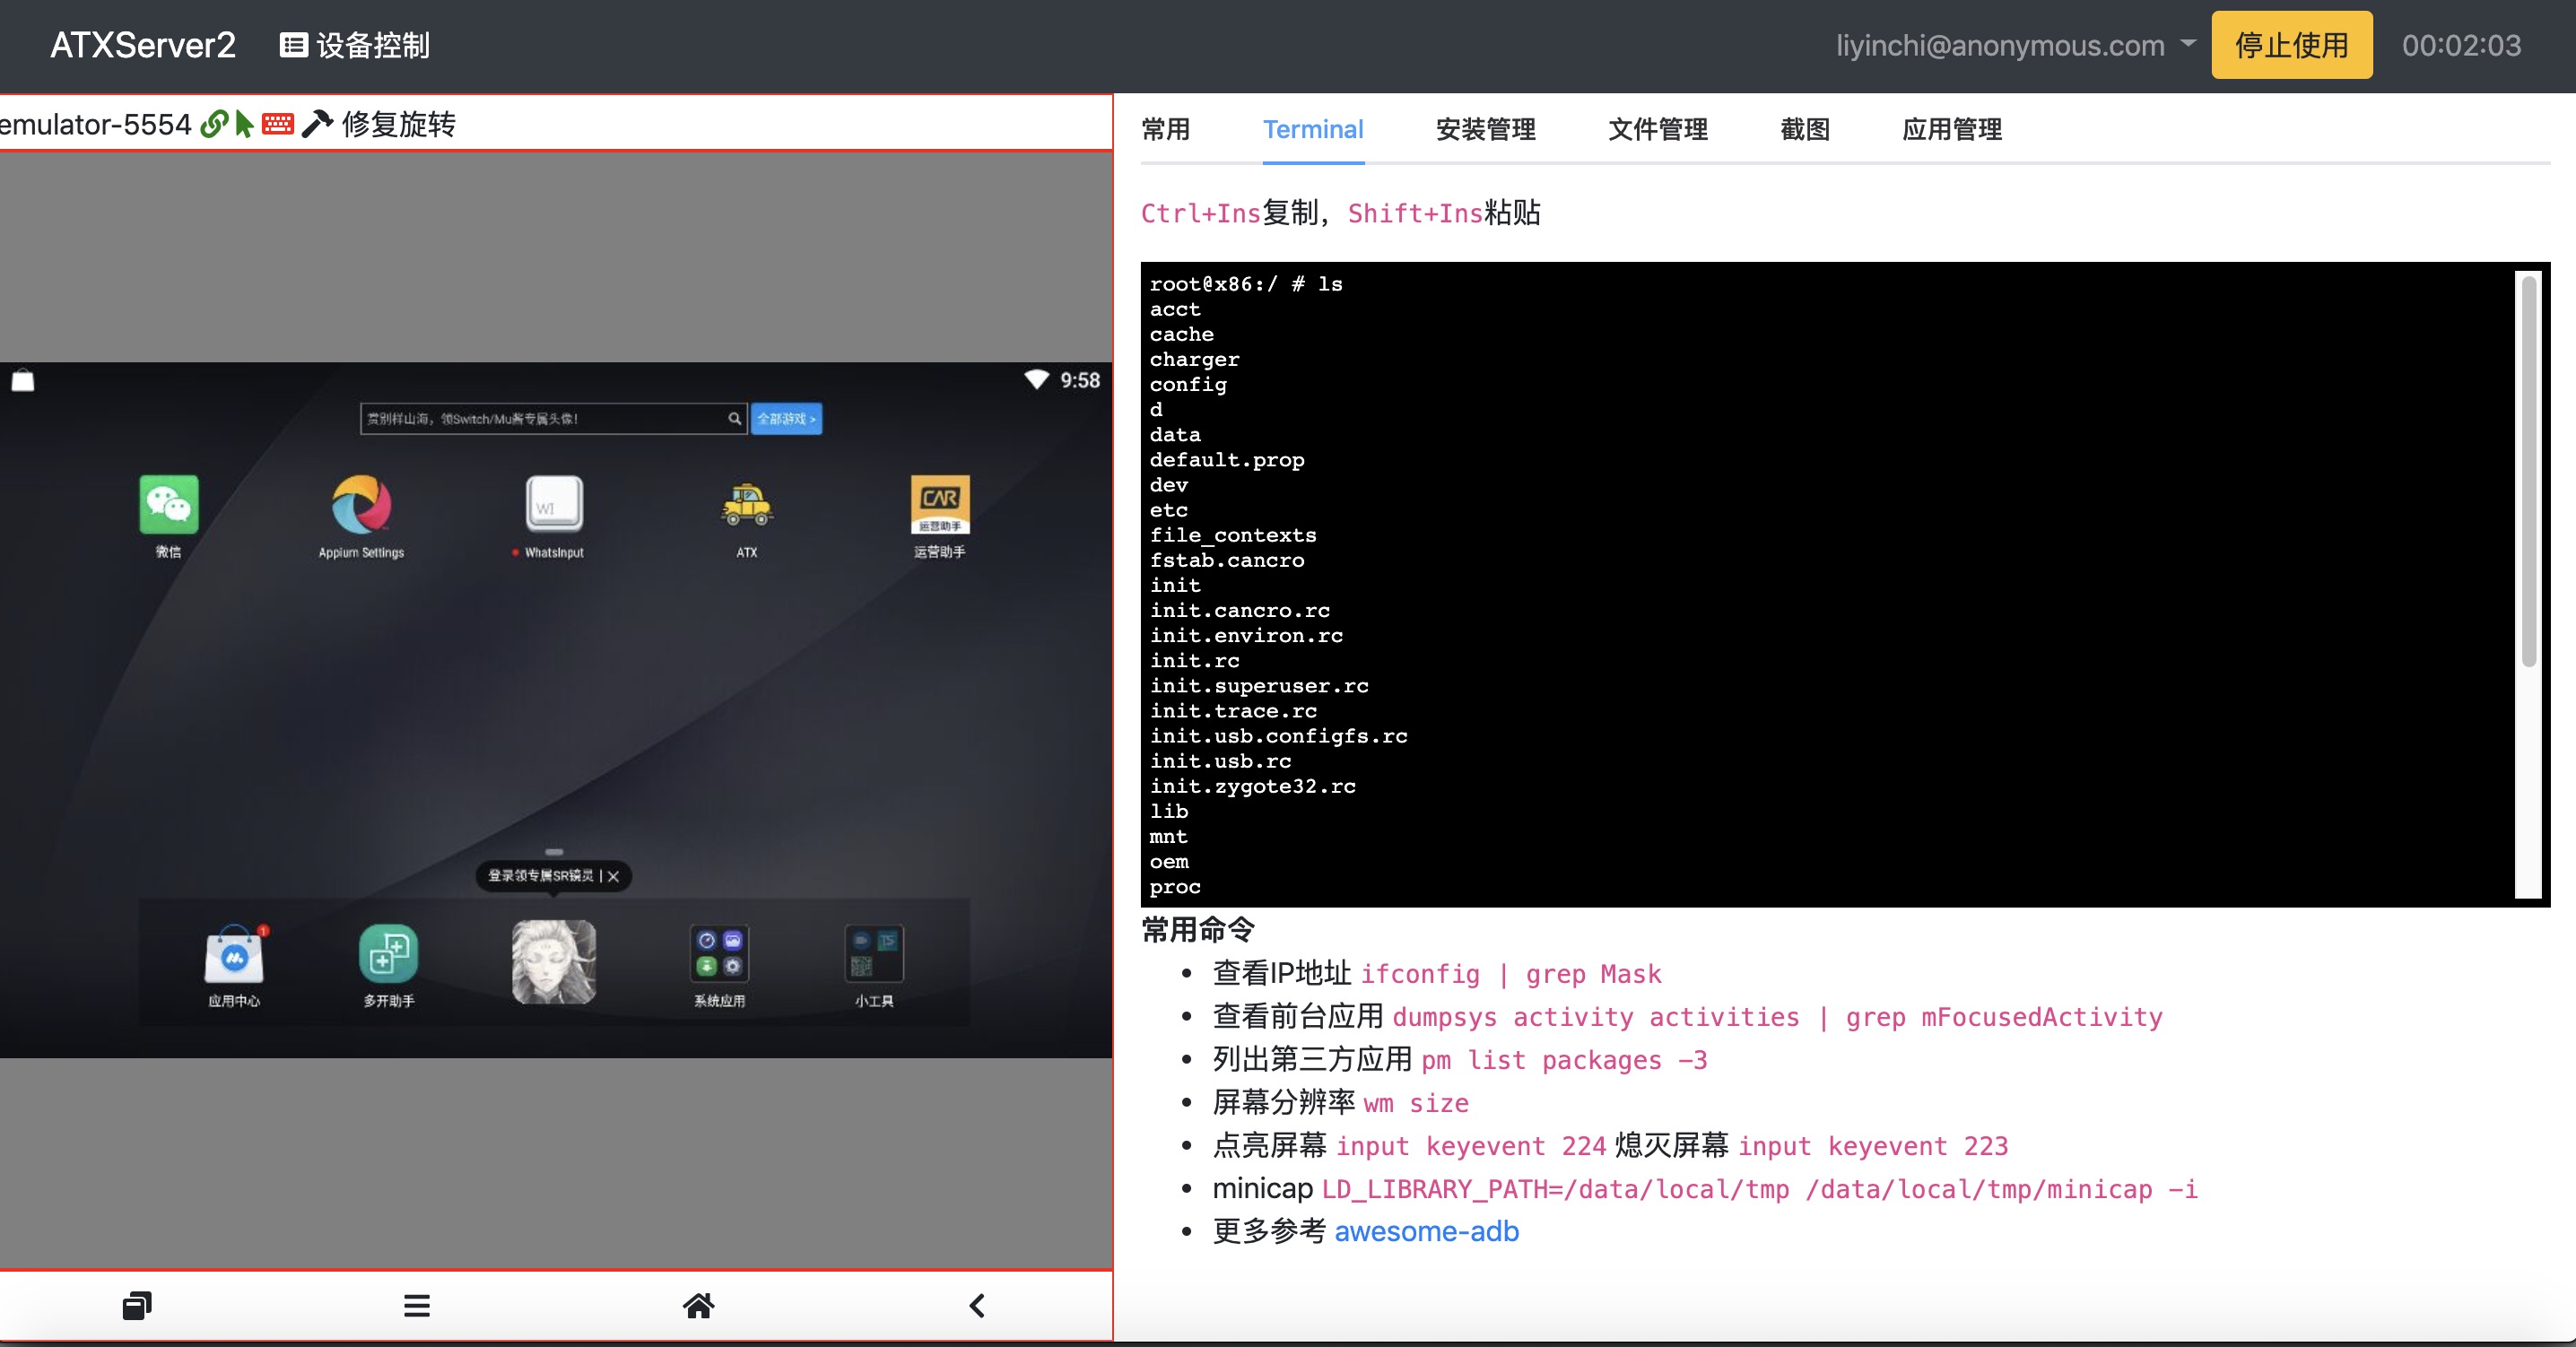 ATXServer2 设备控制 liyinchi@anonymous.com 停止使用 00:02:03
emulator-5554 修复旋转
9:58
赏别样山海，领Switch/Mu酱专属头像！ 全部游戏 >
微信 Appium Settings WI WhatsInput ATX CAR 运营助手 运营助手
登录领专属SR镜灵 | ✕
1
TS
应用中心 多开助手 系统应用 小工具
常用 Terminal 安装管理 文件管理 截图 应用管理
Ctrl+Ins复制，Shift+Ins粘贴
root@x86:/ # ls
acct
cache
charger
config
d
data
default.prop
dev
etc
file_contexts
fstab.cancro
init
init.cancro.rc
init.environ.rc
init.rc
init.superuser.rc
init.trace.rc
init.usb.configfs.rc
init.usb.rc
init.zygote32.rc
lib
mnt
oem
proc
常用命令
• 查看IP地址 ifconfig | grep Mask
• 查看前台应用 dumpsys activity activities | grep mFocusedActivity
• 列出第三方应用 pm list packages -3
• 屏幕分辨率 wm size
• 点亮屏幕 input keyevent 224 熄灭屏幕 input keyevent 223
• minicap LD_LIBRARY_PATH=/data/local/tmp /data/local/tmp/minicap -i
• 更多参考 awesome-adb